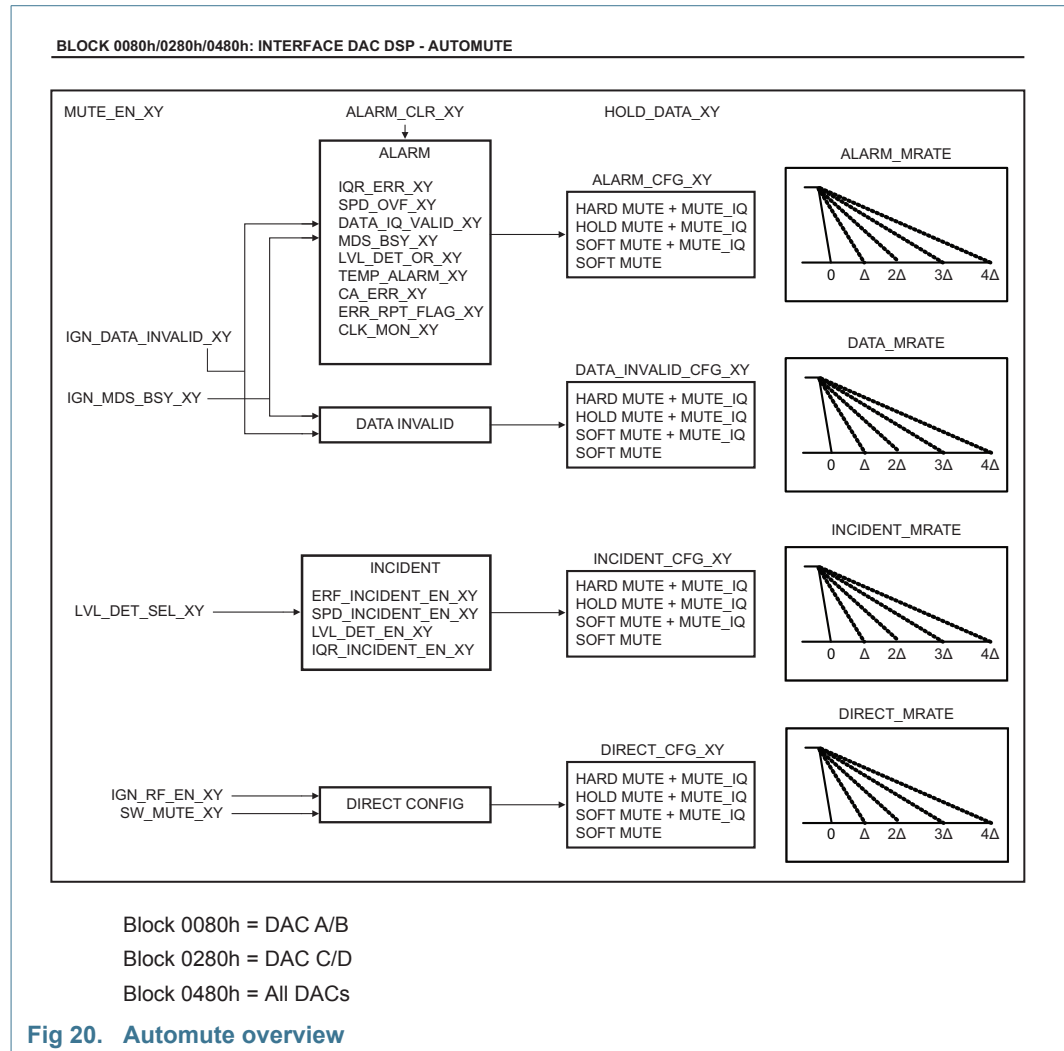 BLOCK 0080h/0280h/0480h: INTERFACE DAC DSP - AUTOMUTE
MUTE_EN_XY
ALARM_CLR_XY
HOLD_DATA_XY
ALARM
IQR_ERR_XY
SPD_OVF_XY
DATA_IQ_VALID_XY
MDS_BSY_XY
LVL_DET_OR_XY
TEMP_ALARM_XY
CA_ERR_XY
ERR_RPT_FLAG_XY
CLK_MON_XY
ALARM_CFG_XY
HARD MUTE + MUTE_IQ
HOLD MUTE + MUTE_IQ
SOFT MUTE + MUTE_IQ
SOFT MUTE
ALARM_MRATE
0 Δ 2Δ 3Δ 4Δ
IGN_DATA_INVALID_XY
IGN_MDS_BSY_XY
DATA INVALID
DATA_INVALID_CFG_XY
HARD MUTE + MUTE_IQ
HOLD MUTE + MUTE_IQ
SOFT MUTE + MUTE_IQ
SOFT MUTE
DATA_MRATE
0 Δ 2Δ 3Δ 4Δ
LVL_DET_SEL_XY
INCIDENT
ERF_INCIDENT_EN_XY
SPD_INCIDENT_EN_XY
LVL_DET_EN_XY
IQR_INCIDENT_EN_XY
INCIDENT_CFG_XY
HARD MUTE + MUTE_IQ
HOLD MUTE + MUTE_IQ
SOFT MUTE + MUTE_IQ
SOFT MUTE
INCIDENT_MRATE
0 Δ 2Δ 3Δ 4Δ
IGN_RF_EN_XY
SW_MUTE_XY
DIRECT CONFIG
DIRECT_CFG_XY
HARD MUTE + MUTE_IQ
HOLD MUTE + MUTE_IQ
SOFT MUTE + MUTE_IQ
SOFT MUTE
DIRECT_MRATE
0 Δ 2Δ 3Δ 4Δ
Block 0080h = DAC A/B
Block 0280h = DAC C/D
Block 0480h = All DACs
Fig 20. Automute overview